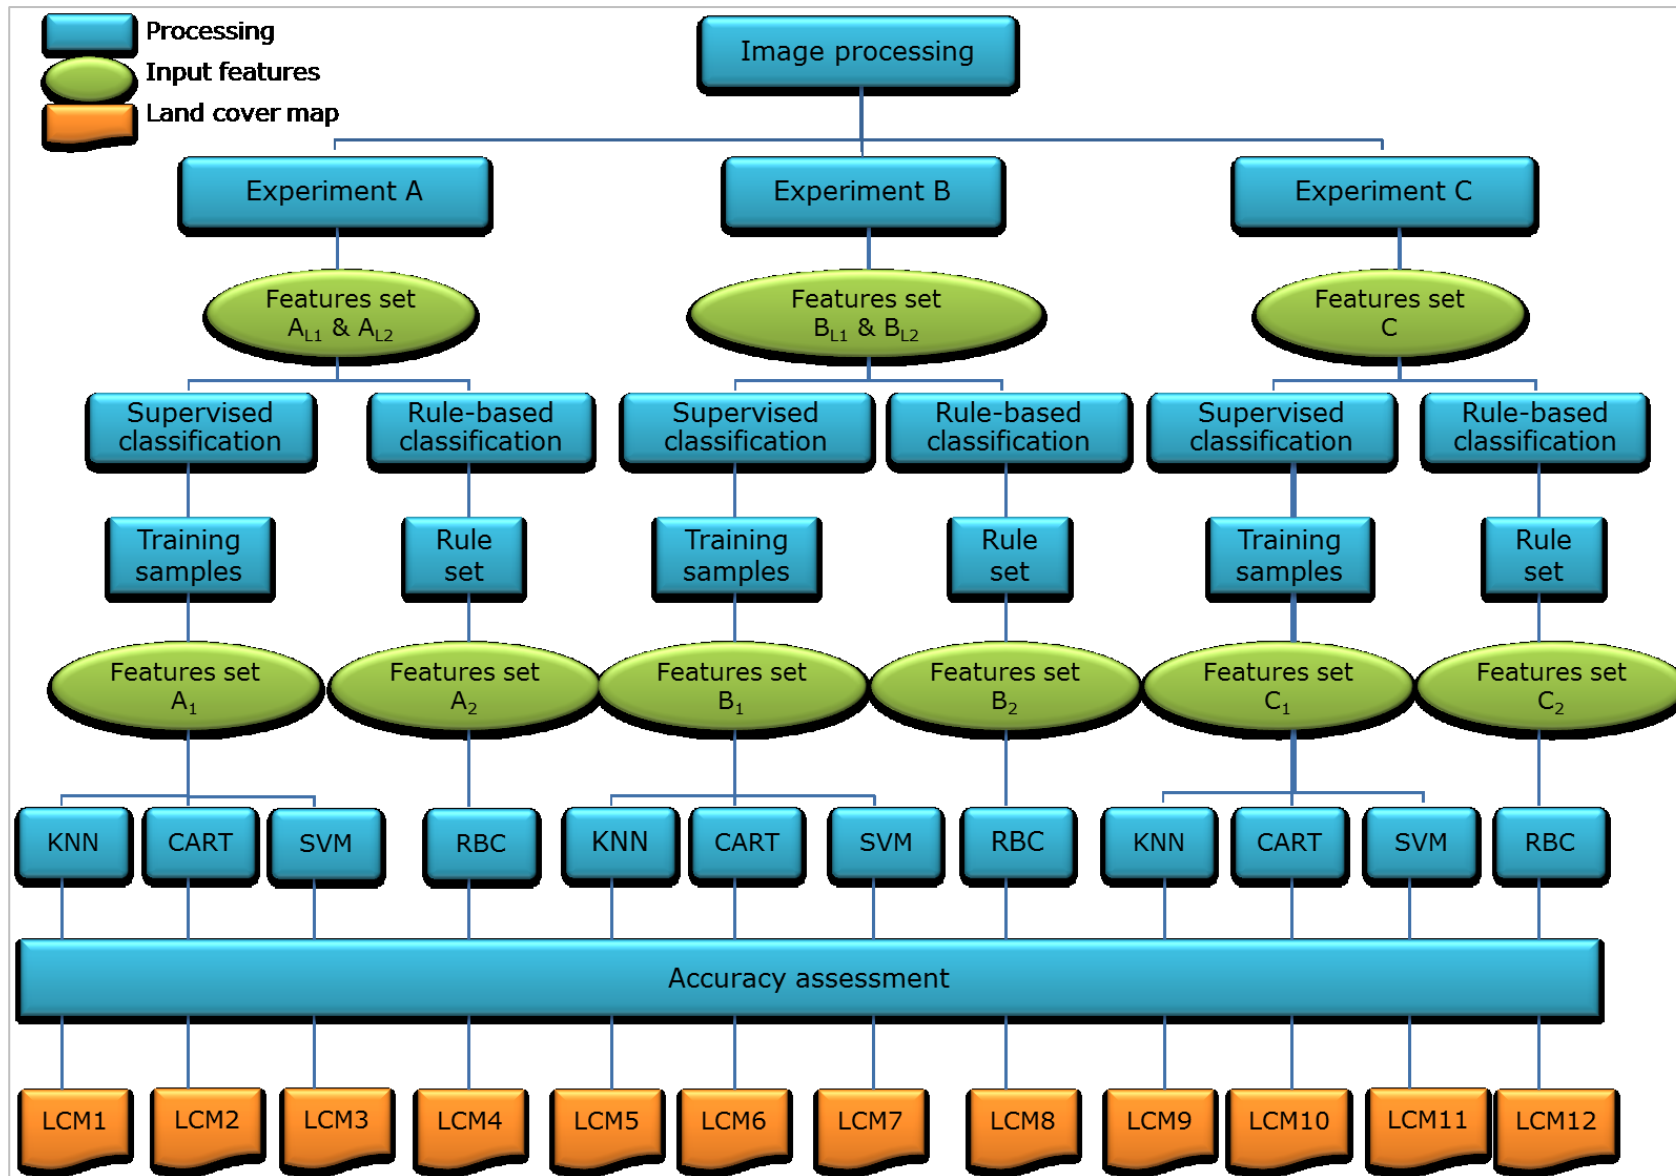 Processing
Input features
Land cover map
Image processing
Experiment A
Experiment B
Experiment C
Features set
A_L1 & A_L2
Features set
B_L1 & B_L2
Features set
C
Supervised
classification
Rule-based
classification
Supervised
classification
Rule-based
classification
Supervised
classification
Rule-based
classification
Training
samples
Rule
set
Training
samples
Rule
set
Training
samples
Rule
set
Features set
A₁
Features set
A₂
Features set
B₁
Features set
B₂
Features set
C₁
Features set
C₂
KNN
CART
SVM
RBC
KNN
CART
SVM
RBC
KNN
CART
SVM
RBC
Accuracy assessment
LCM1
LCM2
LCM3
LCM4
LCM5
LCM6
LCM7
LCM8
LCM9
LCM10
LCM11
LCM12